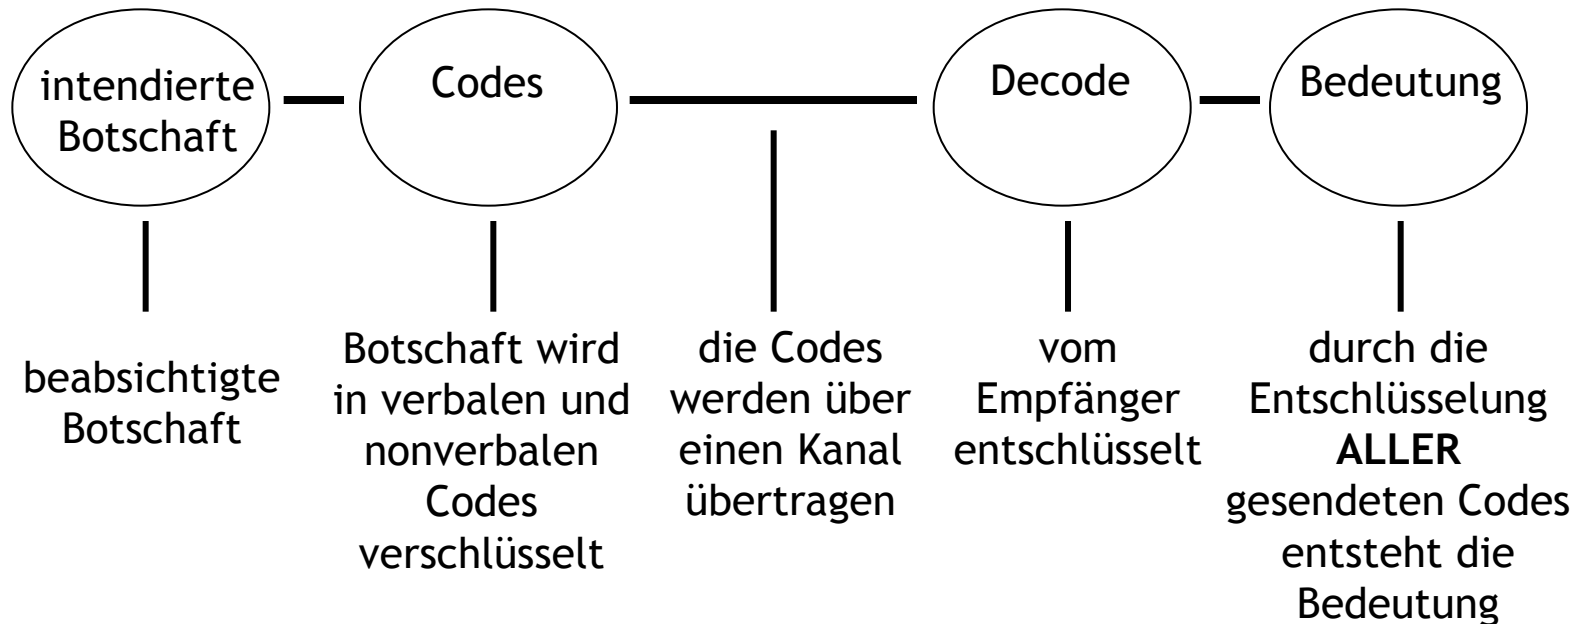 intendierte
Botschaft
Codes
Decode
Bedeutung
beabsichtigte
Botschaft
Botschaft wird
in verbalen und
nonverbalen
Codes
verschlüsselt
die Codes
werden über
einen Kanal
übertragen
vom
Empfänger
entschlüsselt
durch die
Entschlüsselung
ALLER
gesendeten Codes
entsteht die
Bedeutung